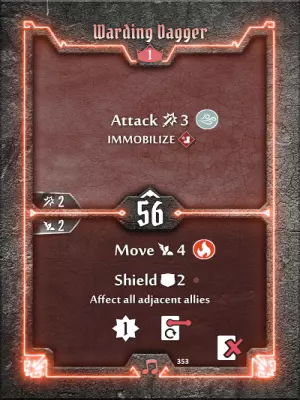 Warding Dagger
1
Attack 3
IMMOBILIZE
2
56
2
Move 4
Shield 2
Affect all adjacent allies
1
353